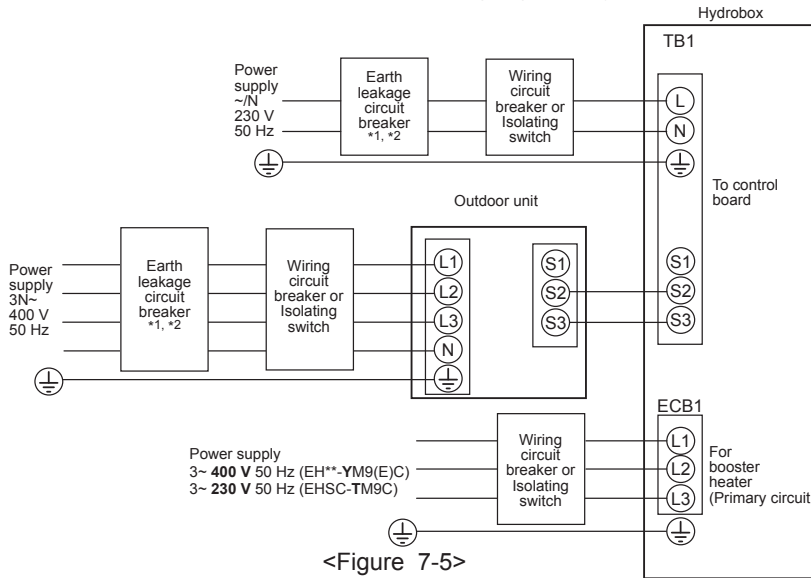 Hydrobox
TB1
Power
supply
~/N
230 V
50 Hz
Earth
leakage
circuit
breaker
*1, *2
Wiring
circuit
breaker or
Isolating
switch
L
N
To control
board
S1
S2
S3
Outdoor unit
Power
supply
3N~
400 V
50 Hz
Earth
leakage
circuit
breaker
*1, *2
Wiring
circuit
breaker or
Isolating
switch
L1
L2
L3
N
S1
S2
S3
ECB1
Power supply
3~ 400 V 50 Hz (EH**-YM9(E)C)
3~ 230 V 50 Hz (EHSC-TM9C)
Wiring
circuit
breaker or
Isolating
switch
L1
L2
L3
For
booster
heater
(Primary circuit
<Figure 7-5>